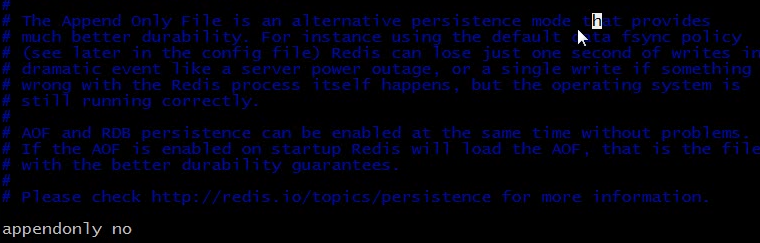 #
# The Append Only File is an alternative persistence mode that provides
# much better durability. For instance using the default data fsync policy
# (see later in the config file) Redis can lose just one second of writes in
# dramatic event like a server power outage, or a single write if something
# wrong with the Redis process itself happens, but the operating system is
# still running correctly.
#
# AOF and RDB persistence can be enabled at the same time without problems.
# If the AOF is enabled on startup Redis will load the AOF, that is the file
# with the better durability guarantees.
#
# Please check http://redis.io/topics/persistence for more information.
appendonly no